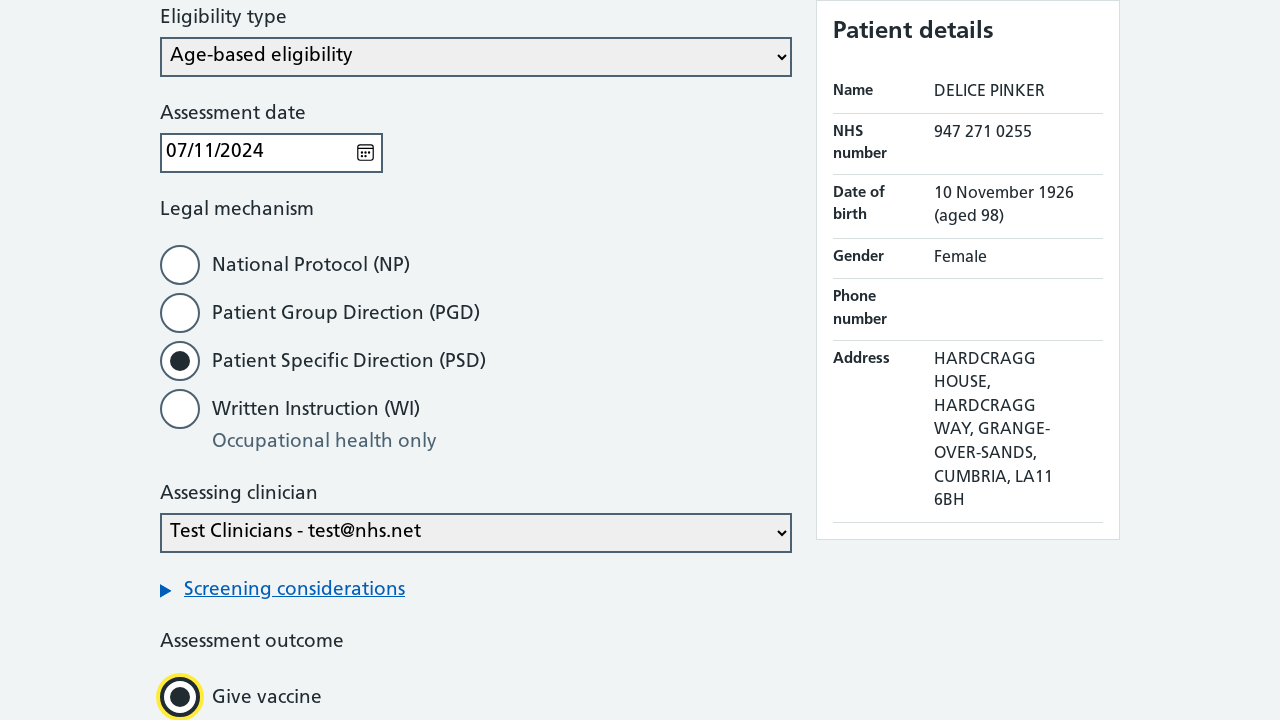 Eligibility type
Age-based eligibility
Assessment date
07/11/2024
Legal mechanism
National Protocol (NP)
Patient Group Direction (PGD)
Patient Specific Direction (PSD)
Written Instruction (WI)
Occupational health only
Assessing clinician
Test Clinicians - test@nhs.net
Screening considerations
Assessment outcome
Give vaccine
Patient details
Name DELICE PINKER
NHS number 947 271 0255
Date of birth 10 November 1926
(aged 98)
Gender Female
Phone number
Address HARDCRAGG
HOUSE,
HARDCRAGG
WAY, GRANGE-
OVER-SANDS,
CUMBRIA, LA11
6BH